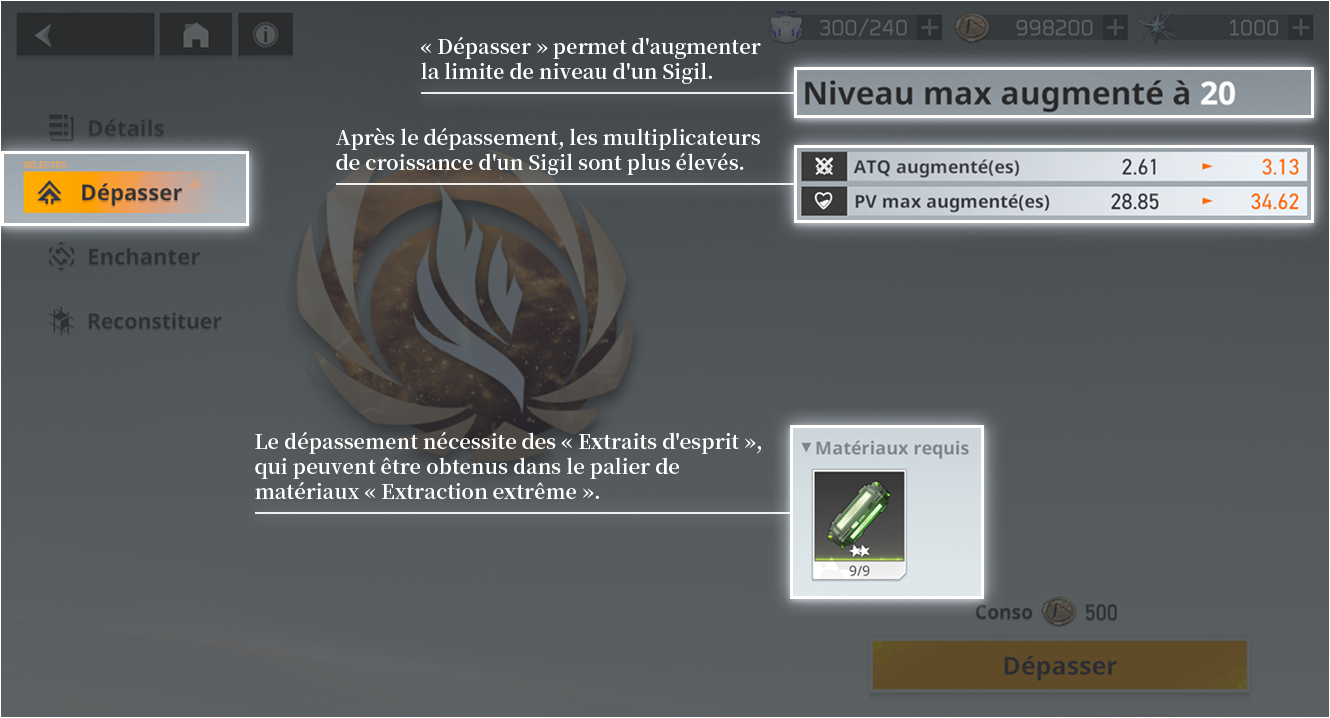 300/240
998200
1000
« Dépasser » permet d'augmenter
la limite de niveau d'un Sigil.
Niveau max augmenté à 20
Détails
Après le dépassement, les multiplicateurs
de croissance d'un Sigil sont plus élevés.
ATQ augmenté(es) 2.61 3.13
PV max augmenté(es) 28.85 34.62
SELECTED
Dépasser
Enchanter
Reconstituer
Le dépassement nécessite des « Extraits d'esprit »,
qui peuvent être obtenus dans le palier de
matériaux « Extraction extrême ».
Matériaux requis
9/9
Conso 500
Dépasser